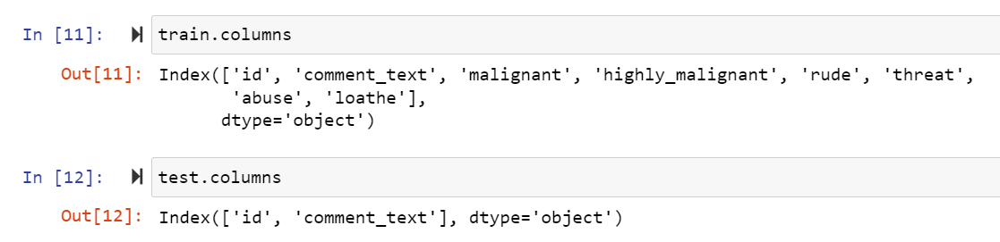 In [11]: train.columns
Out[11]: Index(['id', 'comment_text', 'malignant', 'highly_malignant', 'rude', 'threat',
'abuse', 'loathe'],
dtype='object')
In [12]: test.columns
Out[12]: Index(['id', 'comment_text'], dtype='object')